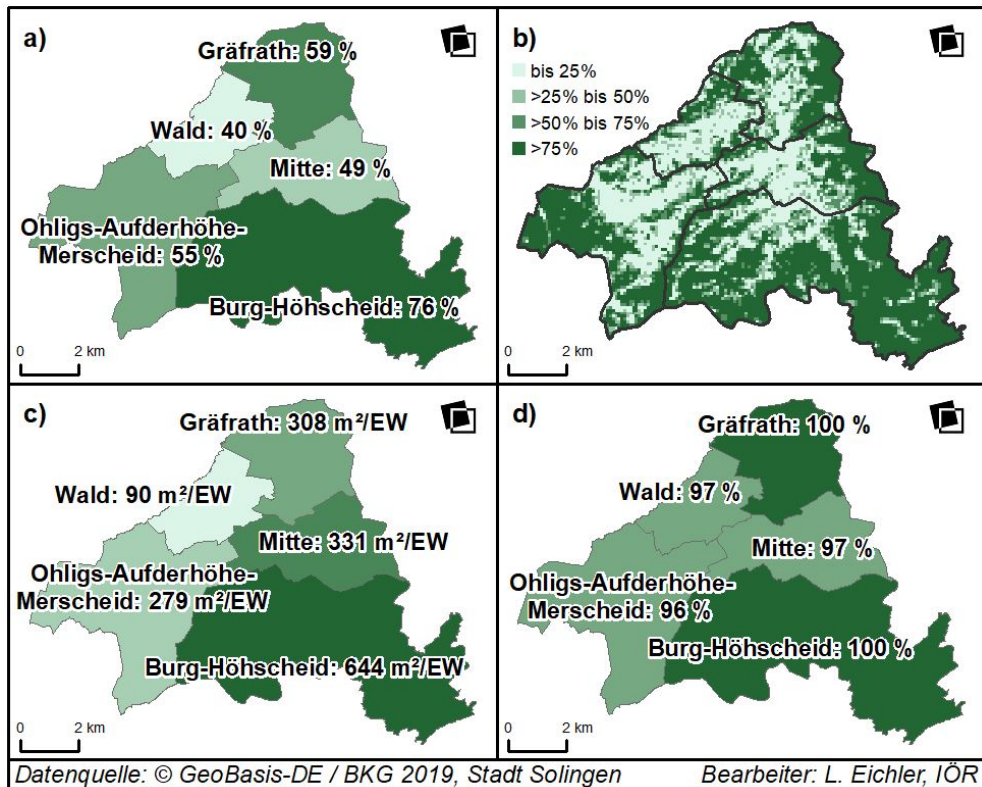 a)
Gräfrath: 59 %
Wald: 40 %
Mitte: 49 %
Ohligs-Aufderhöhe-
Merscheid: 55 %
Burg-Höhscheid: 76 %
0 2 km
b)
bis 25%
>25% bis 50%
>50% bis 75%
>75%
0 2 km
c)
Gräfrath: 308 m²/EW
Wald: 90 m²/EW
Mitte: 331 m²/EW
Ohligs-Aufderhöhe-
Merscheid: 279 m²/EW
Burg-Höhscheid: 644 m²/EW
0 2 km
d)
Gräfrath: 100 %
Wald: 97 %
Mitte: 97 %
Ohligs-Aufderhöhe-
Merscheid: 96 %
Burg-Höhscheid: 100 %
0 2 km
Datenquelle: © GeoBasis-DE / BKG 2019, Stadt Solingen Bearbeiter: L. Eichler, IÖR